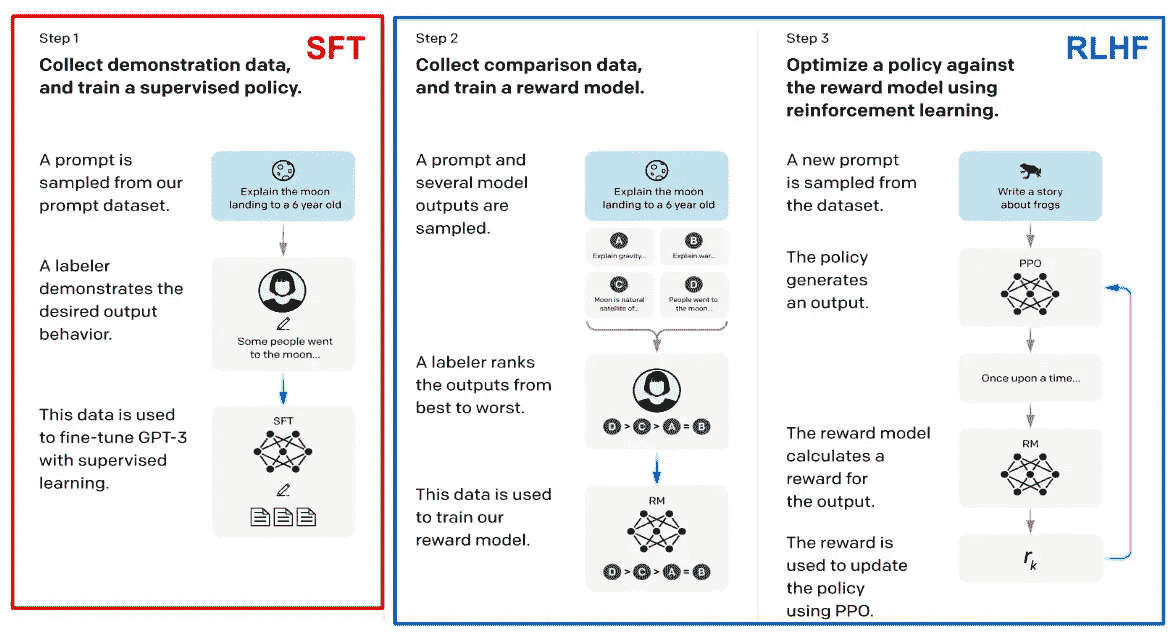 Step 1
SFT
Collect demonstration data,
and train a supervised policy.
A prompt is
sampled from our
prompt dataset.
Explain the moon
landing to a 6 year old
A labeler
demonstrates the
desired output
behavior.
Some people went
to the moon...
This data is used
to fine-tune GPT-3
with supervised
learning.
SFT
Step 2
Collect comparison data,
and train a reward model.
A prompt and
several model
outputs are
sampled.
Explain the moon
landing to a 6 year old
A
Explain gravity...
B
Explain war...
C
Moon is natural
satellite of...
D
People went to
the moon...
A labeler ranks
the outputs from
best to worst.
D > C > A = B
This data is used
to train our
reward model.
RM
D > C > A = B
Step 3
RLHF
Optimize a policy against
the reward model using
reinforcement learning.
A new prompt
is sampled from
the dataset.
Write a story
about frogs
The policy
generates
an output.
PPO
Once upon a time...
The reward model
calculates a
reward for
the output.
RM
The reward is
used to update
the policy
using PPO.
rk